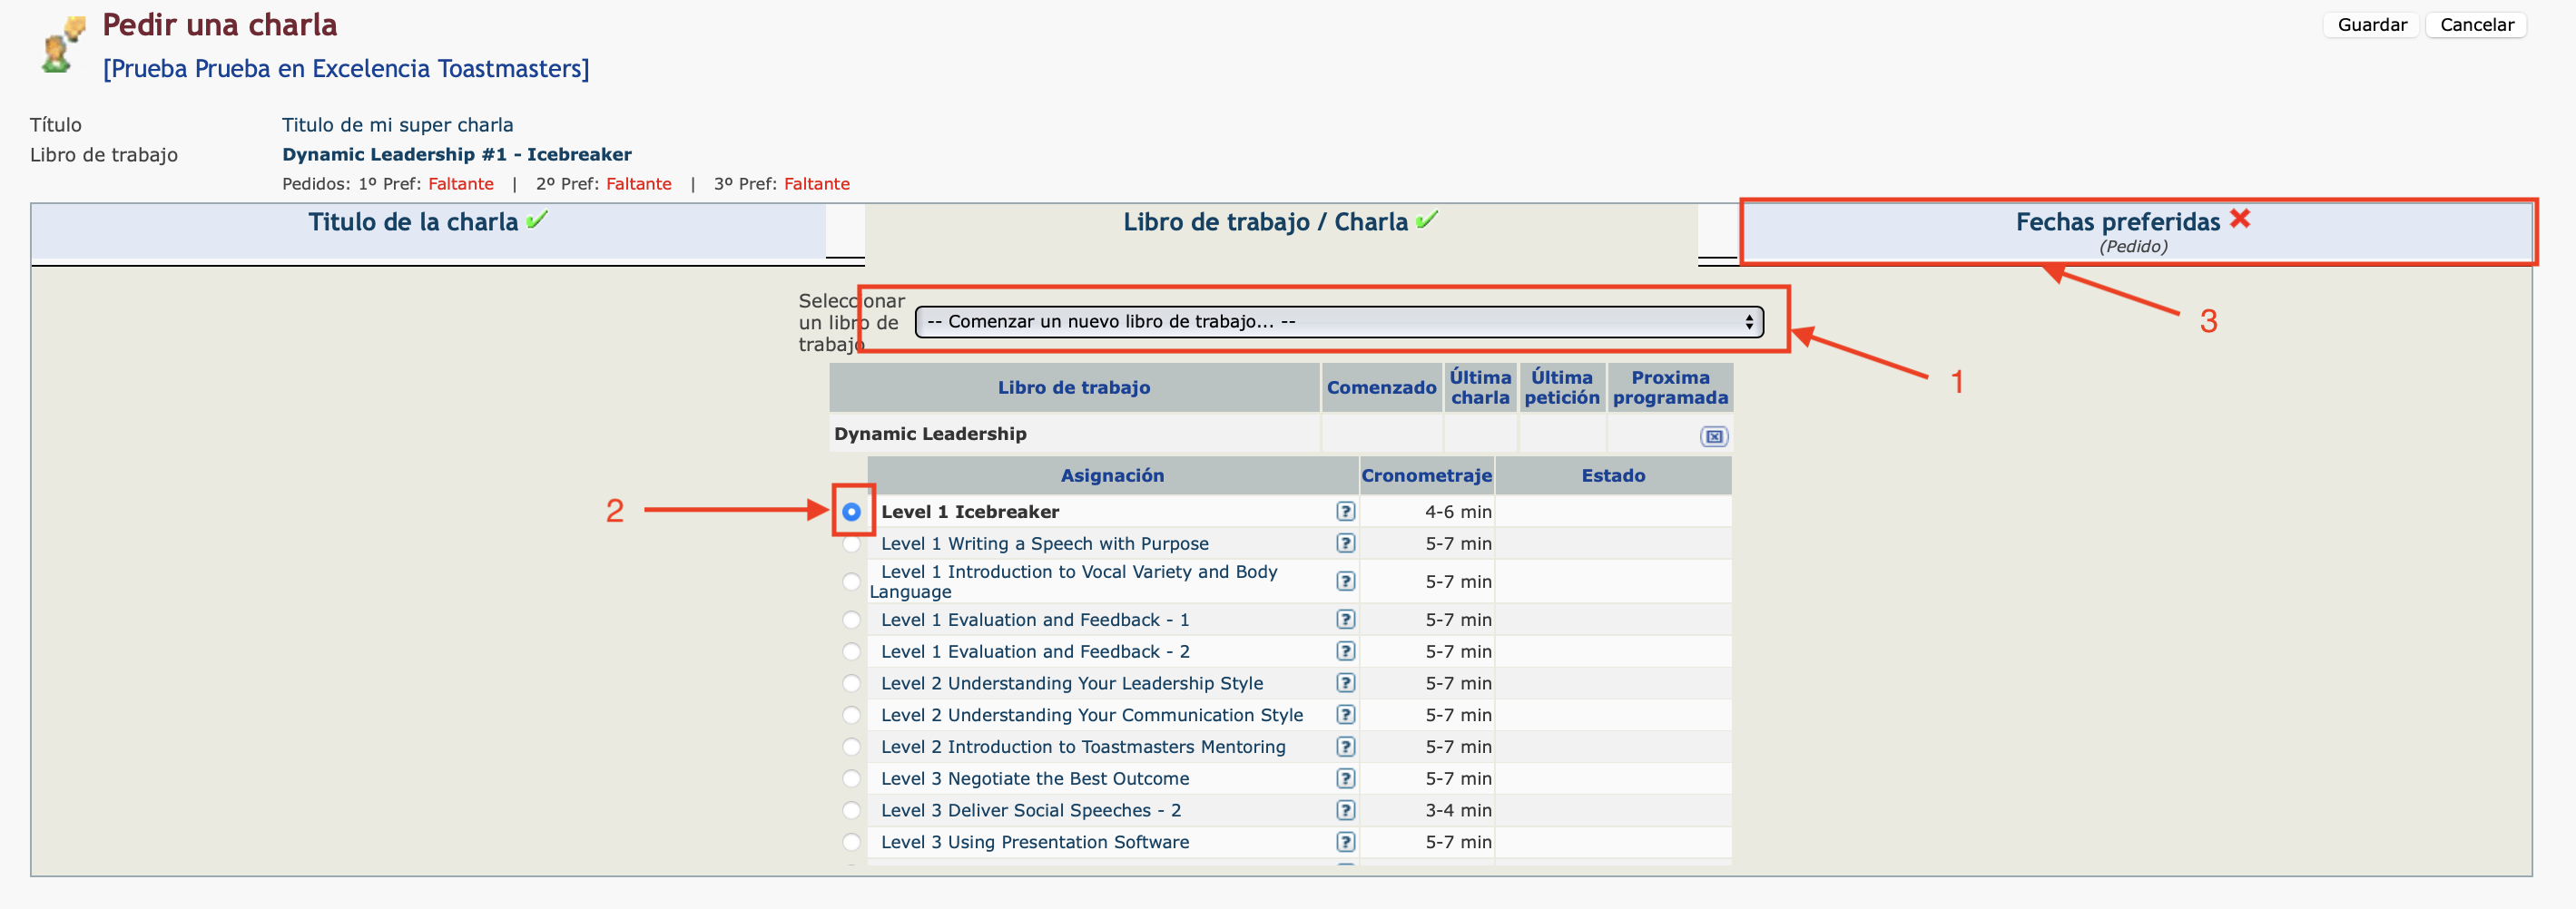 Pedir una charla
Guardar
Cancelar
[Prueba Prueba en Excelencia Toastmasters]
Título
Titulo de mi super charla
Libro de trabajo
Dynamic Leadership #1 - Icebreaker
Pedidos: 1º Pref: Faltante | 2º Pref: Faltante | 3º Pref: Faltante
Titulo de la charla
Libro de trabajo / Charla
Fechas preferidas
(Pedido)
Seleccionar
un libro de
trabajo
-- Comenzar un nuevo libro de trabajo... --
1
3
Libro de trabajo
Comenzado
Última
charla
Última
petición
Proxima
programada
Dynamic Leadership
Asignación
Cronometraje
Estado
2
Level 1 Icebreaker ? 4-6 min
Level 1 Writing a Speech with Purpose ? 5-7 min
Level 1 Introduction to Vocal Variety and Body
Language ? 5-7 min
Level 1 Evaluation and Feedback - 1 ? 5-7 min
Level 1 Evaluation and Feedback - 2 ? 5-7 min
Level 2 Understanding Your Leadership Style ? 5-7 min
Level 2 Understanding Your Communication Style ? 5-7 min
Level 2 Introduction to Toastmasters Mentoring ? 5-7 min
Level 3 Negotiate the Best Outcome ? 5-7 min
Level 3 Deliver Social Speeches - 2 ? 3-4 min
Level 3 Using Presentation Software ? 5-7 min